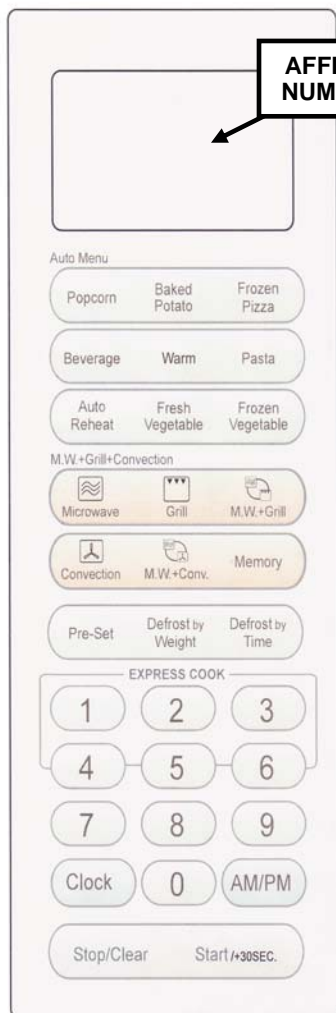 AFFI
NUM
Auto Menu
Popcorn Baked Potato Frozen Pizza
Beverage Warm Pasta
Auto Reheat Fresh Vegetable Frozen Vegetable
M.W.+Grill+Convection
Microwave Grill M.W.+Grill
Convection M.W.+Conv. Memory
Pre-Set Defrost by Weight Defrost by Time
EXPRESS COOK
1 2 3
4 5 6
7 8 9
Clock 0 AM/PM
Stop/Clear Start/+30SEC.